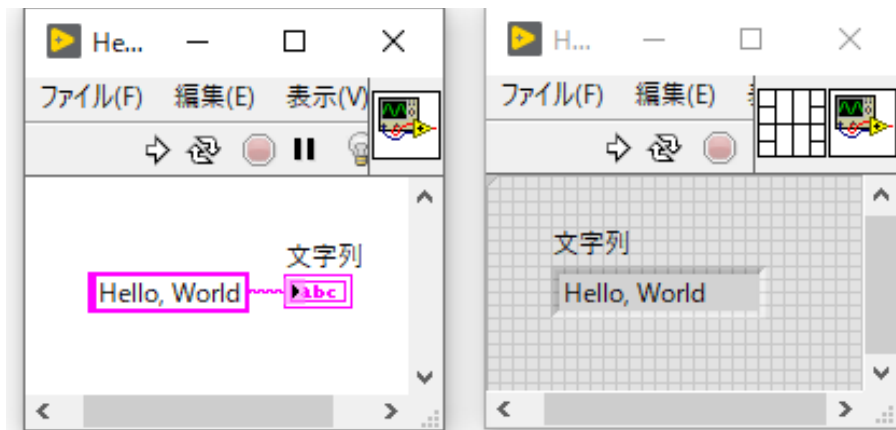 He...
ファイル(F) 編集(E) 表示(V)
文字列
Hello, World
abc
H...
ファイル(F) 編集(E)
文字列
Hello, World